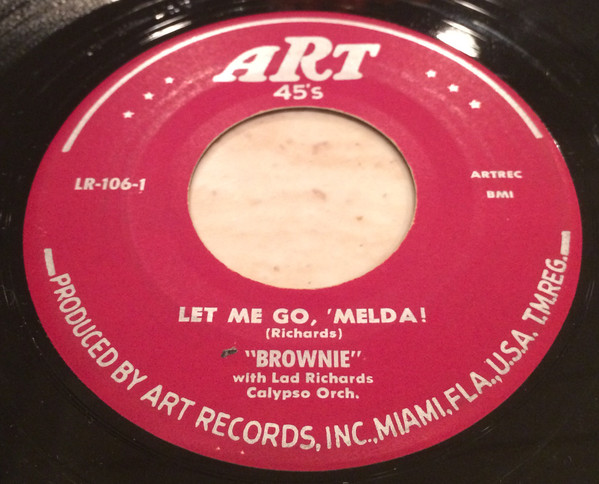 ART
45's
LR-106-1
ARTREC
BMI
LET ME GO, 'MELDA!
(Richards)
"BROWNIE"
with Lad Richards
Calypso Orch.
PRODUCED BY ART RECORDS, INC., MIAMI, FLA., U.S.A. T.M.REG.